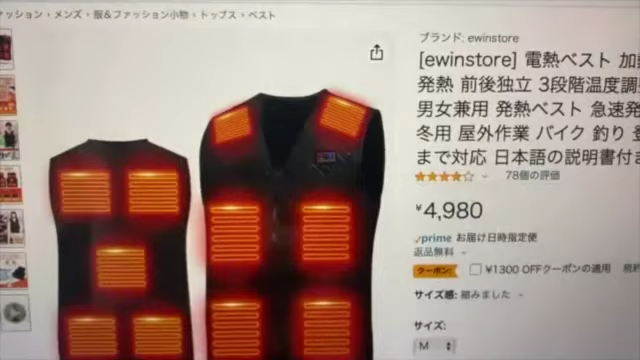 ァッション › メンズ › 服&ファッション小物 › トップス › ベスト
ブランド: ewinstore
[ewinstore] 電熱ベスト 加熱
発熱 前後独立 3段階温度調
男女兼用 発熱ベスト 急速発
冬用 屋外作業 バイク 釣り 登
まで対応 日本語の説明書付き
78個の評価
¥4,980
prime お届け日時指定便
返品無料
クーポン: ¥1300 OFFクーポンの適用 規約
サイズ感: 縮みました
サイズ:
M